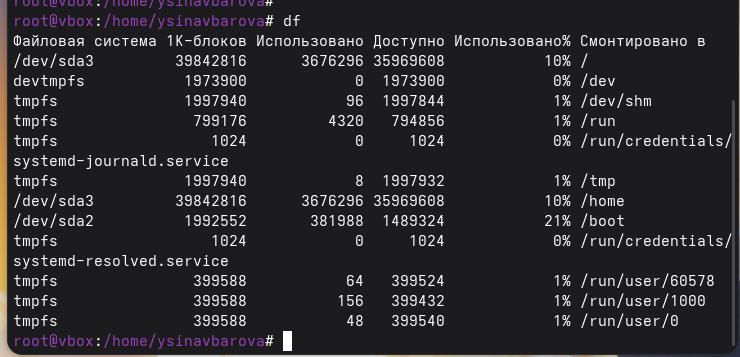 root@vbox:/home/ysinavbarova#
root@vbox:/home/ysinavbarova# df
Файловая система 1K-блоков Использовано Доступно Использовано% Смонтировано в
/dev/sda3 39842816 3676296 35969608 10% /
devtmpfs 1973900 0 1973900 0% /dev
tmpfs 1997940 96 1997844 1% /dev/shm
tmpfs 799176 4320 794856 1% /run
tmpfs 1024 0 1024 0% /run/credentials/
systemd-journald.service
tmpfs 1997940 8 1997932 1% /tmp
/dev/sda3 39842816 3676296 35969608 10% /home
/dev/sda2 1992552 381988 1489324 21% /boot
tmpfs 1024 0 1024 0% /run/credentials/
systemd-resolved.service
tmpfs 399588 64 399524 1% /run/user/60578
tmpfs 399588 156 399432 1% /run/user/1000
tmpfs 399588 48 399540 1% /run/user/0
root@vbox:/home/ysinavbarova#